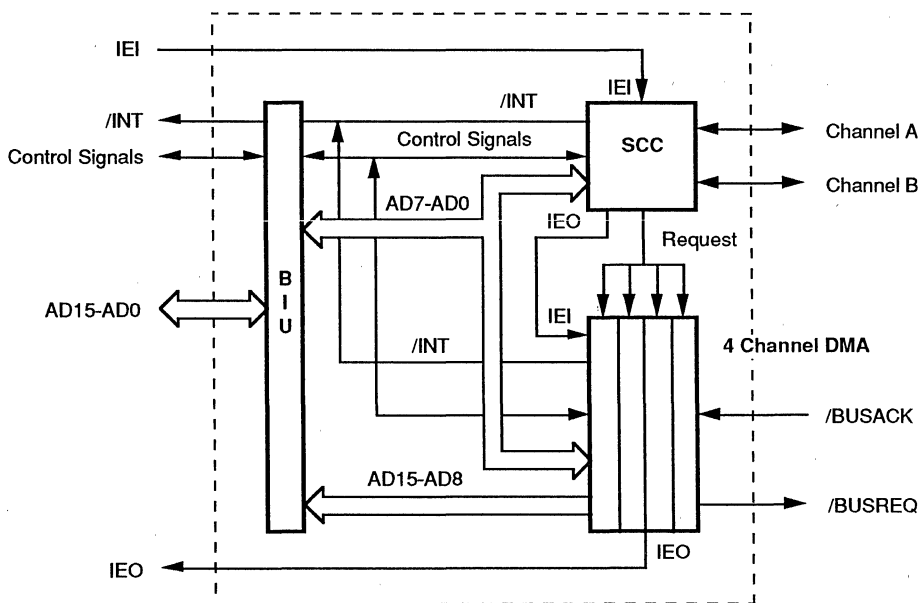 IEI
IEI
/INT
/INT
SCC
Channel A
Control Signals
Control Signals
Channel B
AD7-AD0
IEO
Request
B
I
U
AD15-AD0
IEI
/INT
4 Channel DMA
/BUSACK
AD15-AD8
/BUSREQ
IEO
IEO